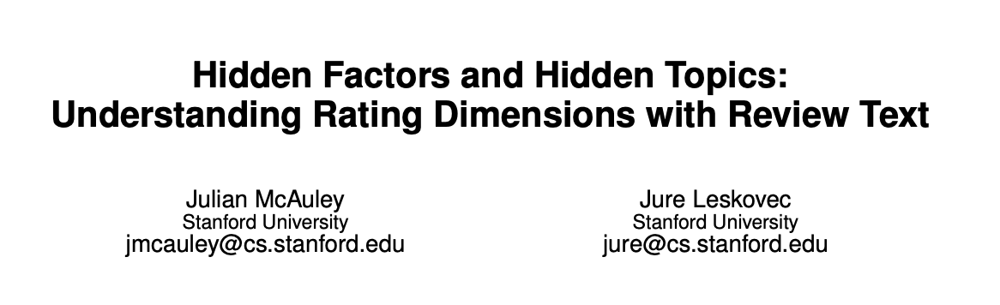 Hidden Factors and Hidden Topics:
Understanding Rating Dimensions with Review Text
Julian McAuley
Stanford University
jmcauley@cs.stanford.edu
Jure Leskovec
Stanford University
jure@cs.stanford.edu